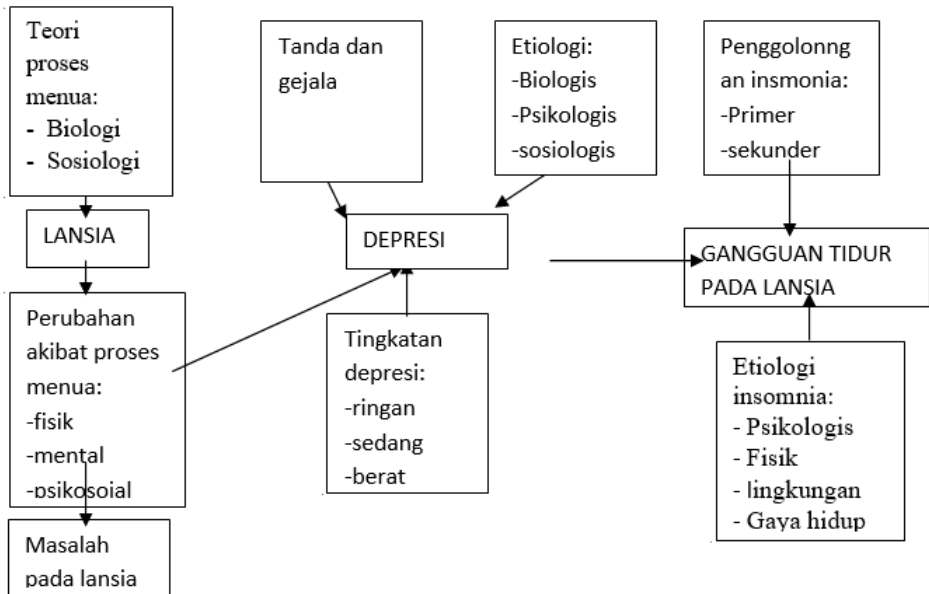 Teori
proses
menua:
- Biologi
- Sosiologi
Tanda dan
gejala
Etiologi:
-Biologis
-Psikologis
-sosiologis
Penggolonng
an insmonia:
-Primer
-sekunder
LANSIA
DEPRESI
GANGGUAN TIDUR
PADA LANSIA
Perubahan
akibat proses
menua:
-fisik
-mental
-psikosoial
Tingkatan
depresi:
-ringan
-sedang
-berat
Etiologi
insomnia:
- Psikologis
- Fisik
- lingkungan
- Gaya hidup
Masalah
pada lansia